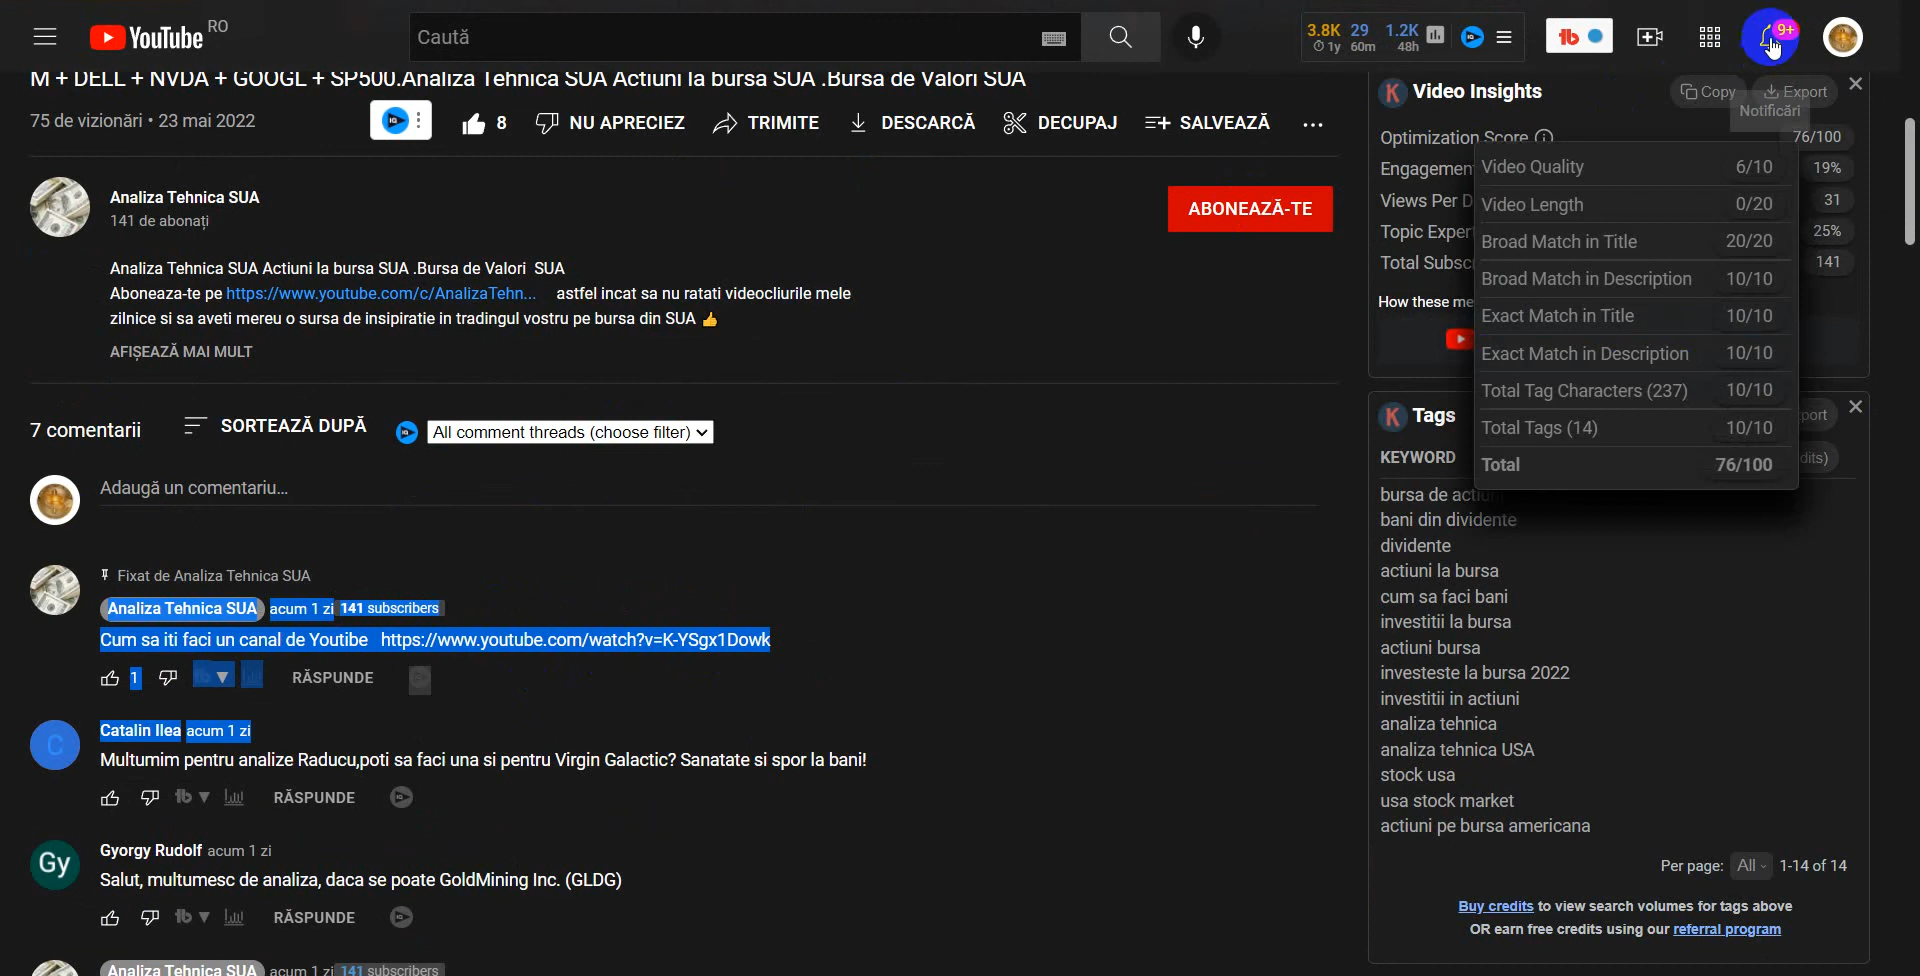 YouTube RO
Caută
3.8K 29 1.2K
1y 60m 48h
9+
Notificări
M + DELL + NVDA + GOOGL + SP500.Analiza Tehnica SUA Actiuni la bursa SUA .Bursa de Valori SUA
75 de vizionări • 23 mai 2022
8
NU APRECIEZ
TRIMITE
DESCARCĂ
DECUPAJ
SALVEAZĂ
Analiza Tehnica SUA
141 de abonați
ABONEAZĂ-TE
Analiza Tehnica SUA Actiuni la bursa SUA .Bursa de Valori SUA
Aboneaza-te pe https://www.youtube.com/c/AnalizaTehn... astfel incat sa nu ratati videocliurile mele
zilnice si sa aveti mereu o sursa de insipiratie in tradingul vostru pe bursa din SUA 👍
AFIȘEAZĂ MAI MULT
7 comentarii
SORTEAZĂ DUPĂ
All comment threads (choose filter)
Adaugă un comentariu...
Fixat de Analiza Tehnica SUA
Analiza Tehnica SUA acum 1 zi 141 subscribers
Cum sa iti faci un canal de Youtibe https://www.youtube.com/watch?v=K-YSgx1Dowk
1
RĂSPUNDE
C
Catalin Ilea acum 1 zi
Multumim pentru analize Raducu,poti sa faci una si pentru Virgin Galactic? Sanatate si spor la bani!
RĂSPUNDE
Gy
Gyorgy Rudolf acum 1 zi
Salut, multumesc de analiza, daca se poate GoldMining Inc. (GLDG)
RĂSPUNDE
Analiza Tehnica SUA acum 1 zi 141 subscribers
K Video Insights
Copy
Export
Optimization Score 76/100
Engagemen 19%
Views Per D 31
Topic Exper 25%
Total Subsc 141
How these me
Video Quality 6/10
Video Length 0/20
Broad Match in Title 20/20
Broad Match in Description 10/10
Exact Match in Title 10/10
Exact Match in Description 10/10
Total Tag Characters (237) 10/10
Total Tags (14) 10/10
Total 76/100
K Tags
port
KEYWORD
dits)
bursa de actiuni
bani din dividente
dividente
actiuni la bursa
cum sa faci bani
investitii la bursa
actiuni bursa
investeste la bursa 2022
investitii in actiuni
analiza tehnica
analiza tehnica USA
stock usa
usa stock market
actiuni pe bursa americana
Per page: All 1-14 of 14
Buy credits to view search volumes for tags above
OR earn free credits using our referral program